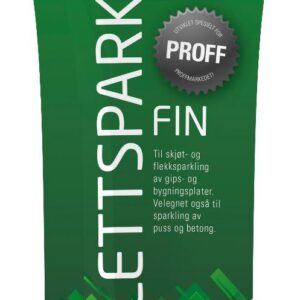 LETTSPARK
UTVIKLET SPESIELT FOR
PROFF
PROFFMARKEDET!
FIN
Til skjøt- og
flekksparkling
av gips- og
bygningsplater.
Velegnet også til
sparkling av
puss og betong.